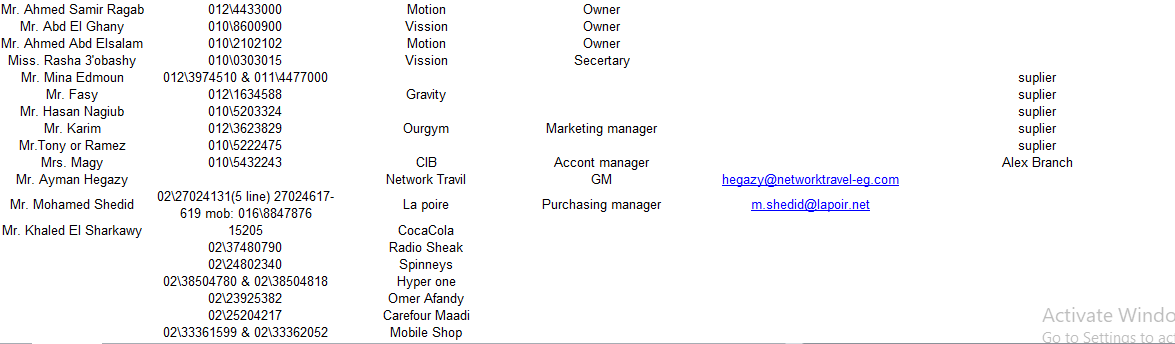 Mr. Ahmed Samir Ragab 012\4433000 Motion Owner
Mr. Abd El Ghany 010\8600900 Vission Owner
Mr. Ahmed Abd Elsalam 010\2102102 Motion Owner
Miss. Rasha 3'obashy 010\0303015 Vission Secertary
Mr. Mina Edmoun 012\3974510 & 011\4477000 suplier
Mr. Fasy 012\1634588 Gravity suplier
Mr. Hasan Nagiub 010\5203324 suplier
Mr. Karim 012\3623829 Ourgym Marketing manager suplier
Mr.Tony or Ramez 010\5222475 suplier
Mrs. Magy 010\5432243 CIB Accont manager Alex Branch
Mr. Ayman Hegazy Network Travil GM hegazy@networktravel-eg.com
Mr. Mohamed Shedid 02\27024131(5 line) 27024617-
619 mob: 016\8847876 La poire Purchasing manager m.shedid@lapoir.net
Mr. Khaled El Sharkawy 15205 CocaCola
02\37480790 Radio Sheak
02\24802340 Spinneys
02\38504780 & 02\38504818 Hyper one
02\23925382 Omer Afandy
02\25204217 Carefour Maadi
02\33361599 & 02\33362052 Mobile Shop
Activate Windo
Go to Settings to ac